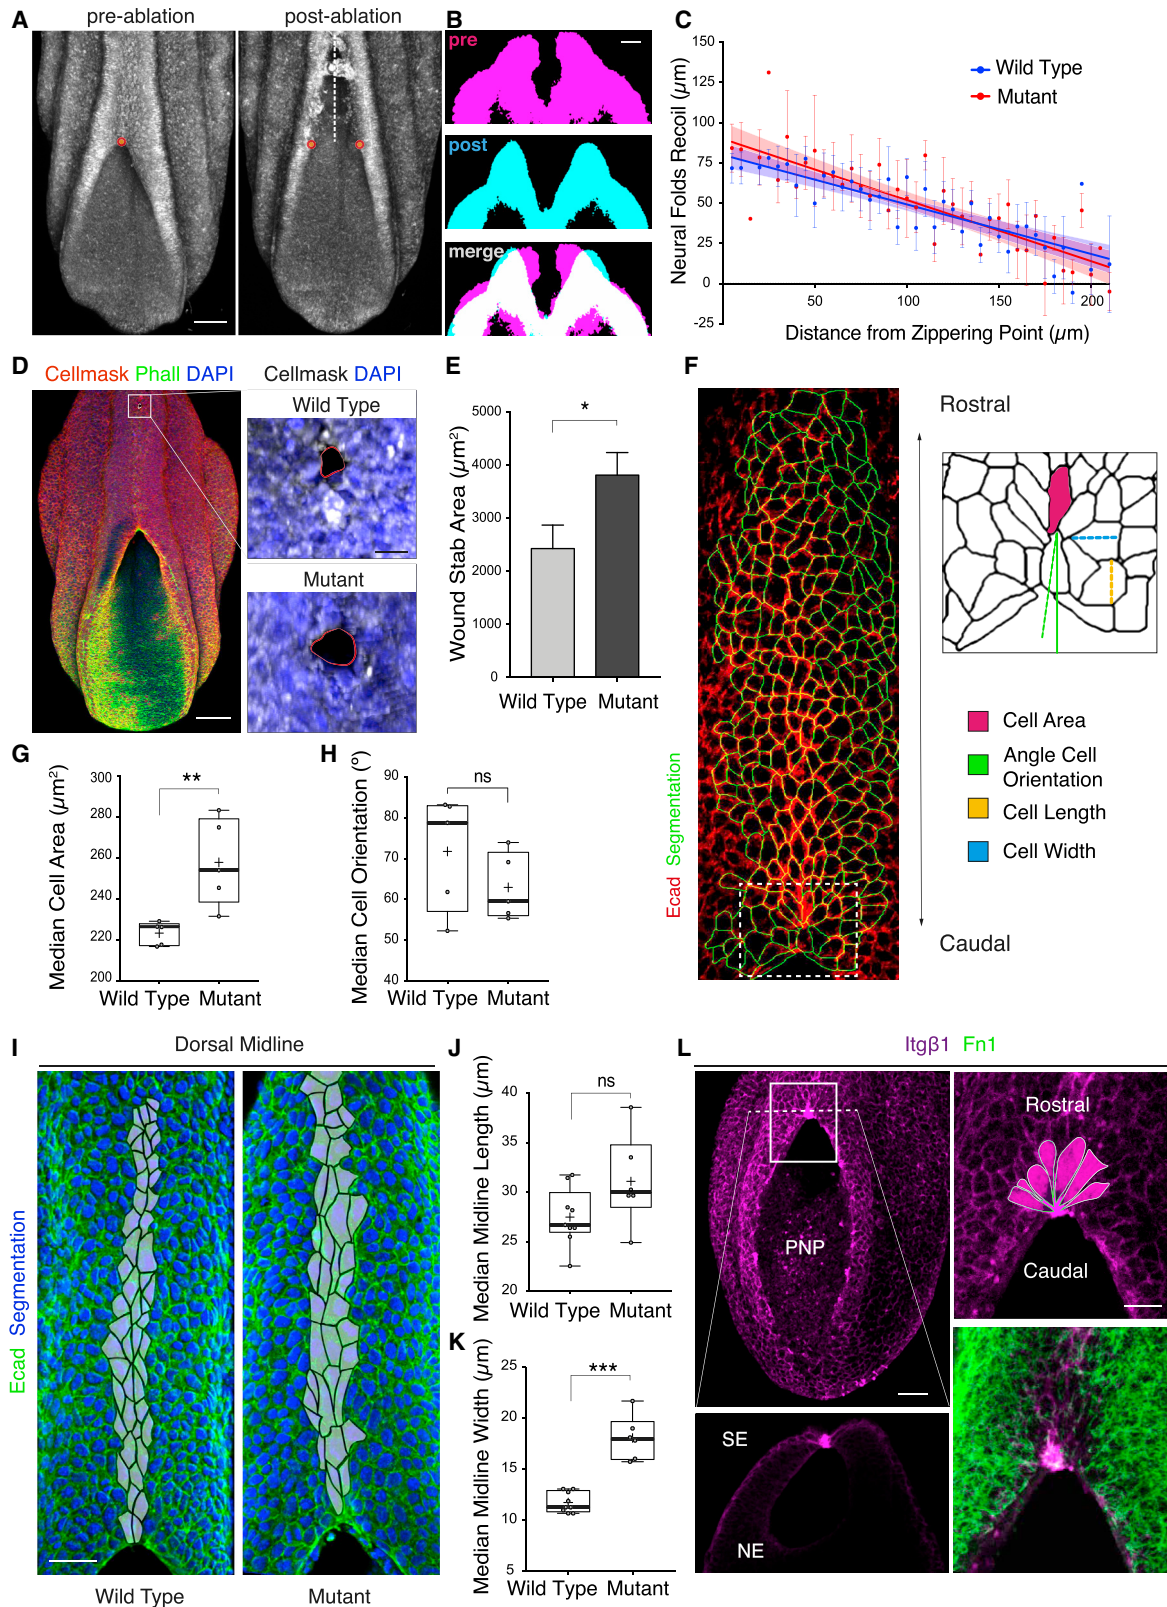 A
pre-ablation
post-ablation
B
pre
post
merge
C
Neural Folds Recoil (µm)
150
125
100
75
50
25
0
-25
50
100
150
200
Wild Type
Mutant
Distance from Zippering Point (µm)
D
Cellmask Phall DAPI
Cellmask DAPI
Wild Type
Mutant
E
Wound Stab Area (µm²)
5000
4000
3000
2000
1000
0
*
Wild Type Mutant
F
Ecad Segmentation
Rostral
Caudal
Cell Area
Angle Cell
Orientation
Cell Length
Cell Width
G
Median Cell Area (µm²)
300
280
260
240
220
200
**
Wild Type Mutant
H
Median Cell Orientation (º)
90
80
70
60
50
40
ns
Wild Type Mutant
I
Dorsal Midline
Ecad Segmentation
Wild Type
Mutant
J
Median Midline Length (µm)
40
35
30
25
20
ns
Wild Type Mutant
K
Median Midline Width (µm)
25
20
15
10
5
***
Wild Type Mutant
L
Itgβ1 Fn1
PNP
Rostral
Caudal
SE
NE